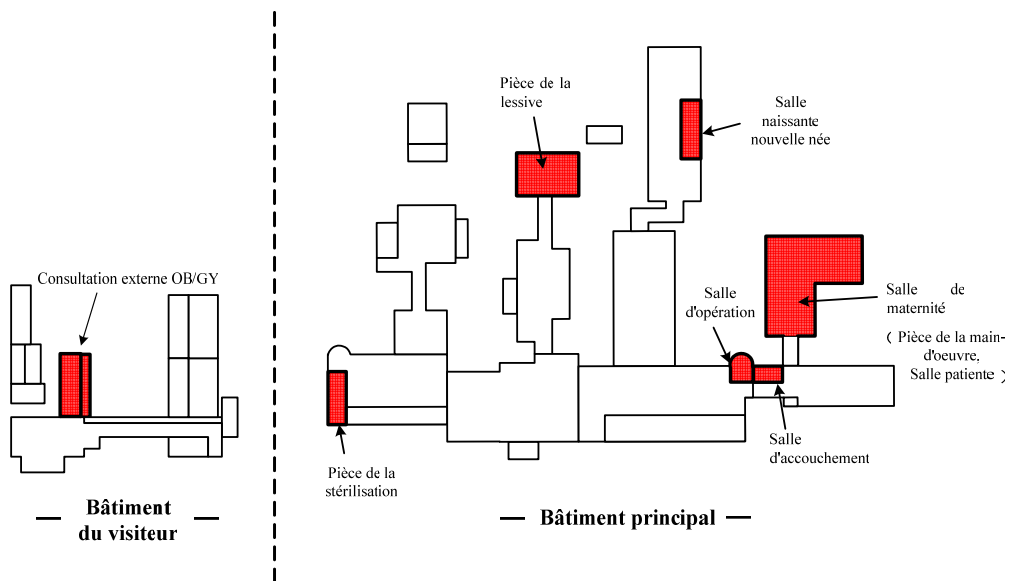 Consultation externe OB/GY
Bâtiment
du visiteur
Pièce de la
lessive
Salle
naissante
nouvelle née
Salle
d'opération
Salle de
maternité
( Pièce de la main-
d'oeuvre,
Salle patiente )
Salle
d'accouchement
Pièce de la
stérilisation
Bâtiment principal